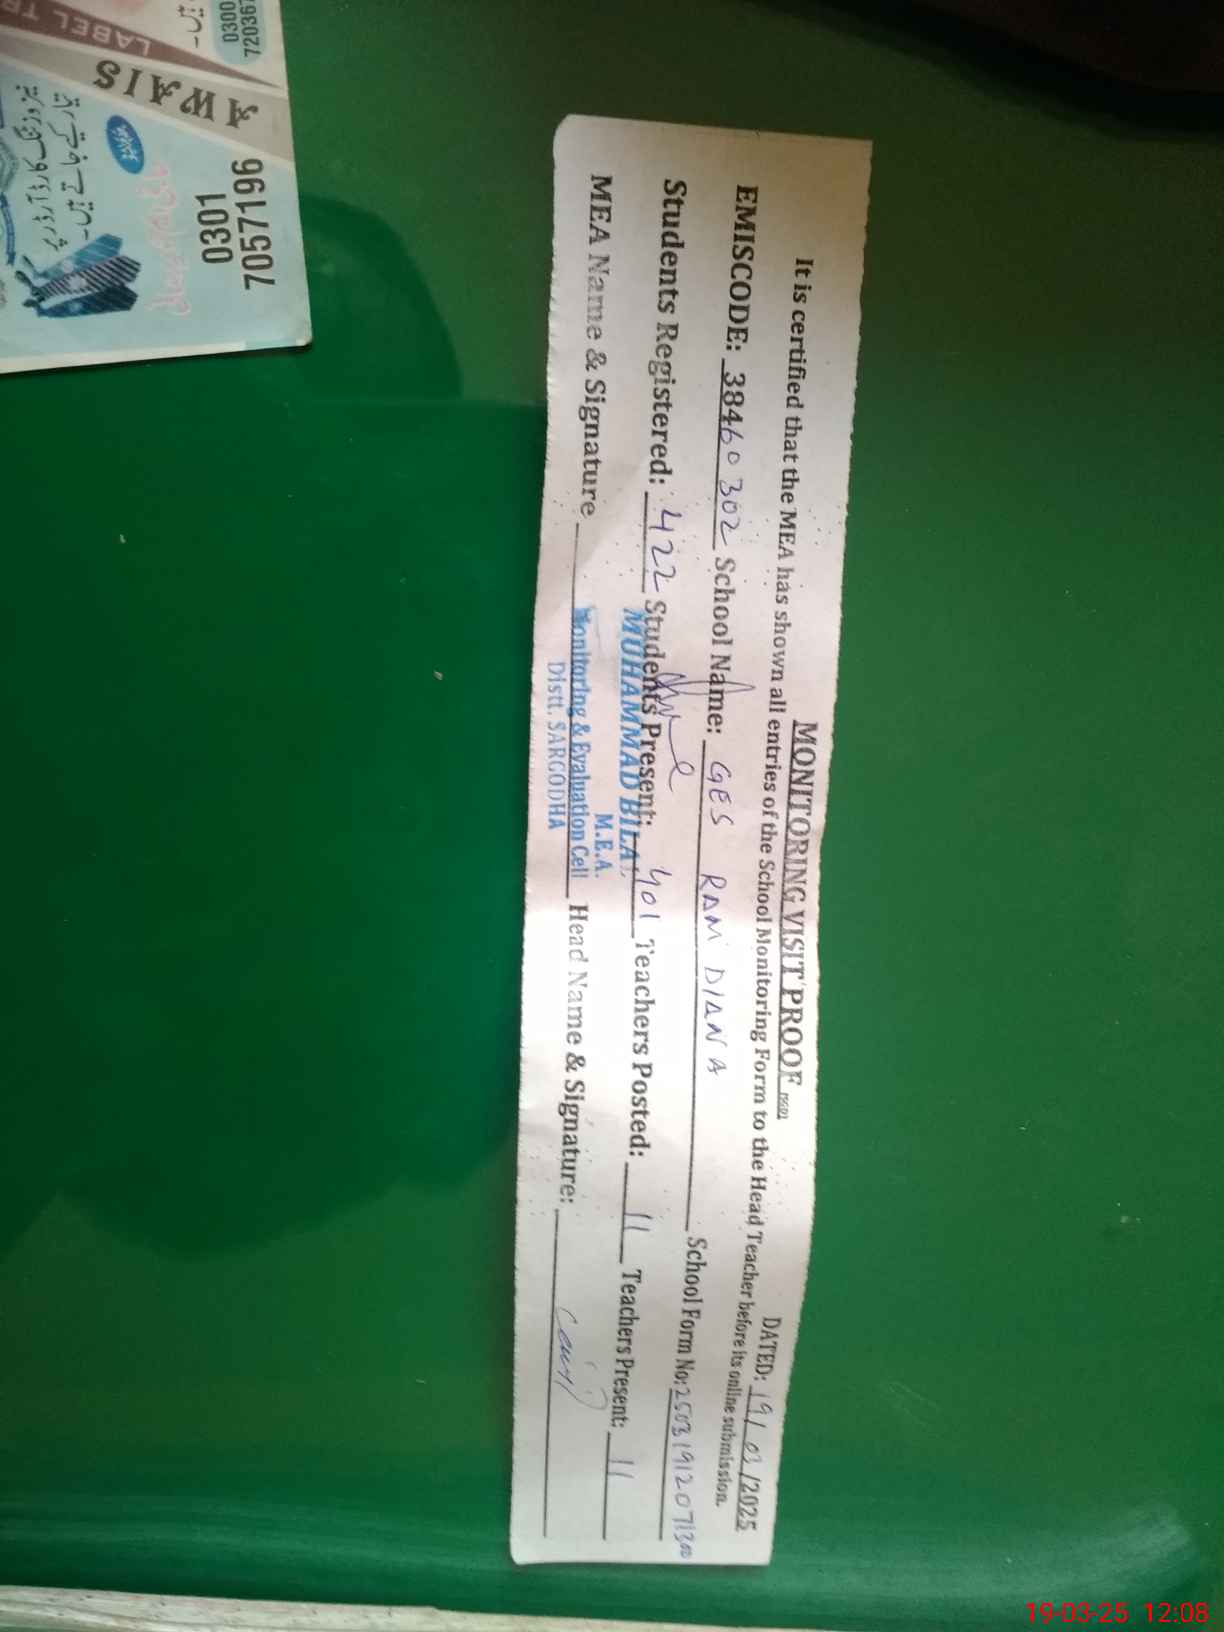 MONITORING VISIT PROOF
DATED: 19/03/2025
It is certified that the MEA has shown all entries of the School Monitoring Form to the Head Teacher before its online submission.
EMISCODE: 38460302 School Name: GES RAM DIANA School Form No: 2503191207
Students Registered: 422 Students Present: 401 Teachers Posted: 11 Teachers Present: 11
MUHAMMAD BILAL
M.E.A.
MEA Name & Signature Monitoring & Evaluation Cell Head Name & Signature:
Distt. SARGODHA
LABEL
AWAIS
0300
0301
7057196
19-03-25 12:08